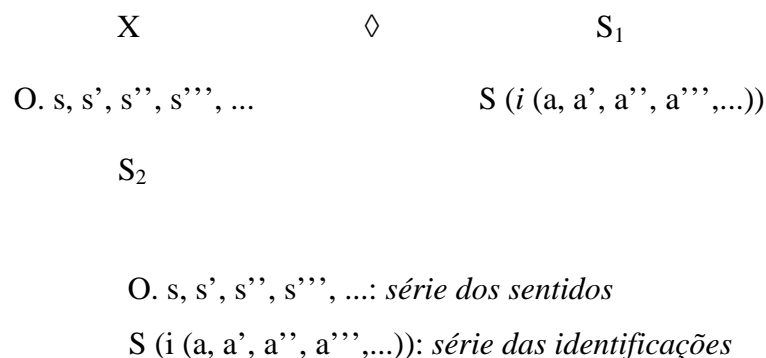 X ◊ S₁
O. s, s’, s’’, s’’’, ... S (i (a, a’, a’’, a’’’,...))
S₂
O. s, s’, s’’, s’’’, ...: série dos sentidos
S (i (a, a’, a’’, a’’’,...)): série das identificações